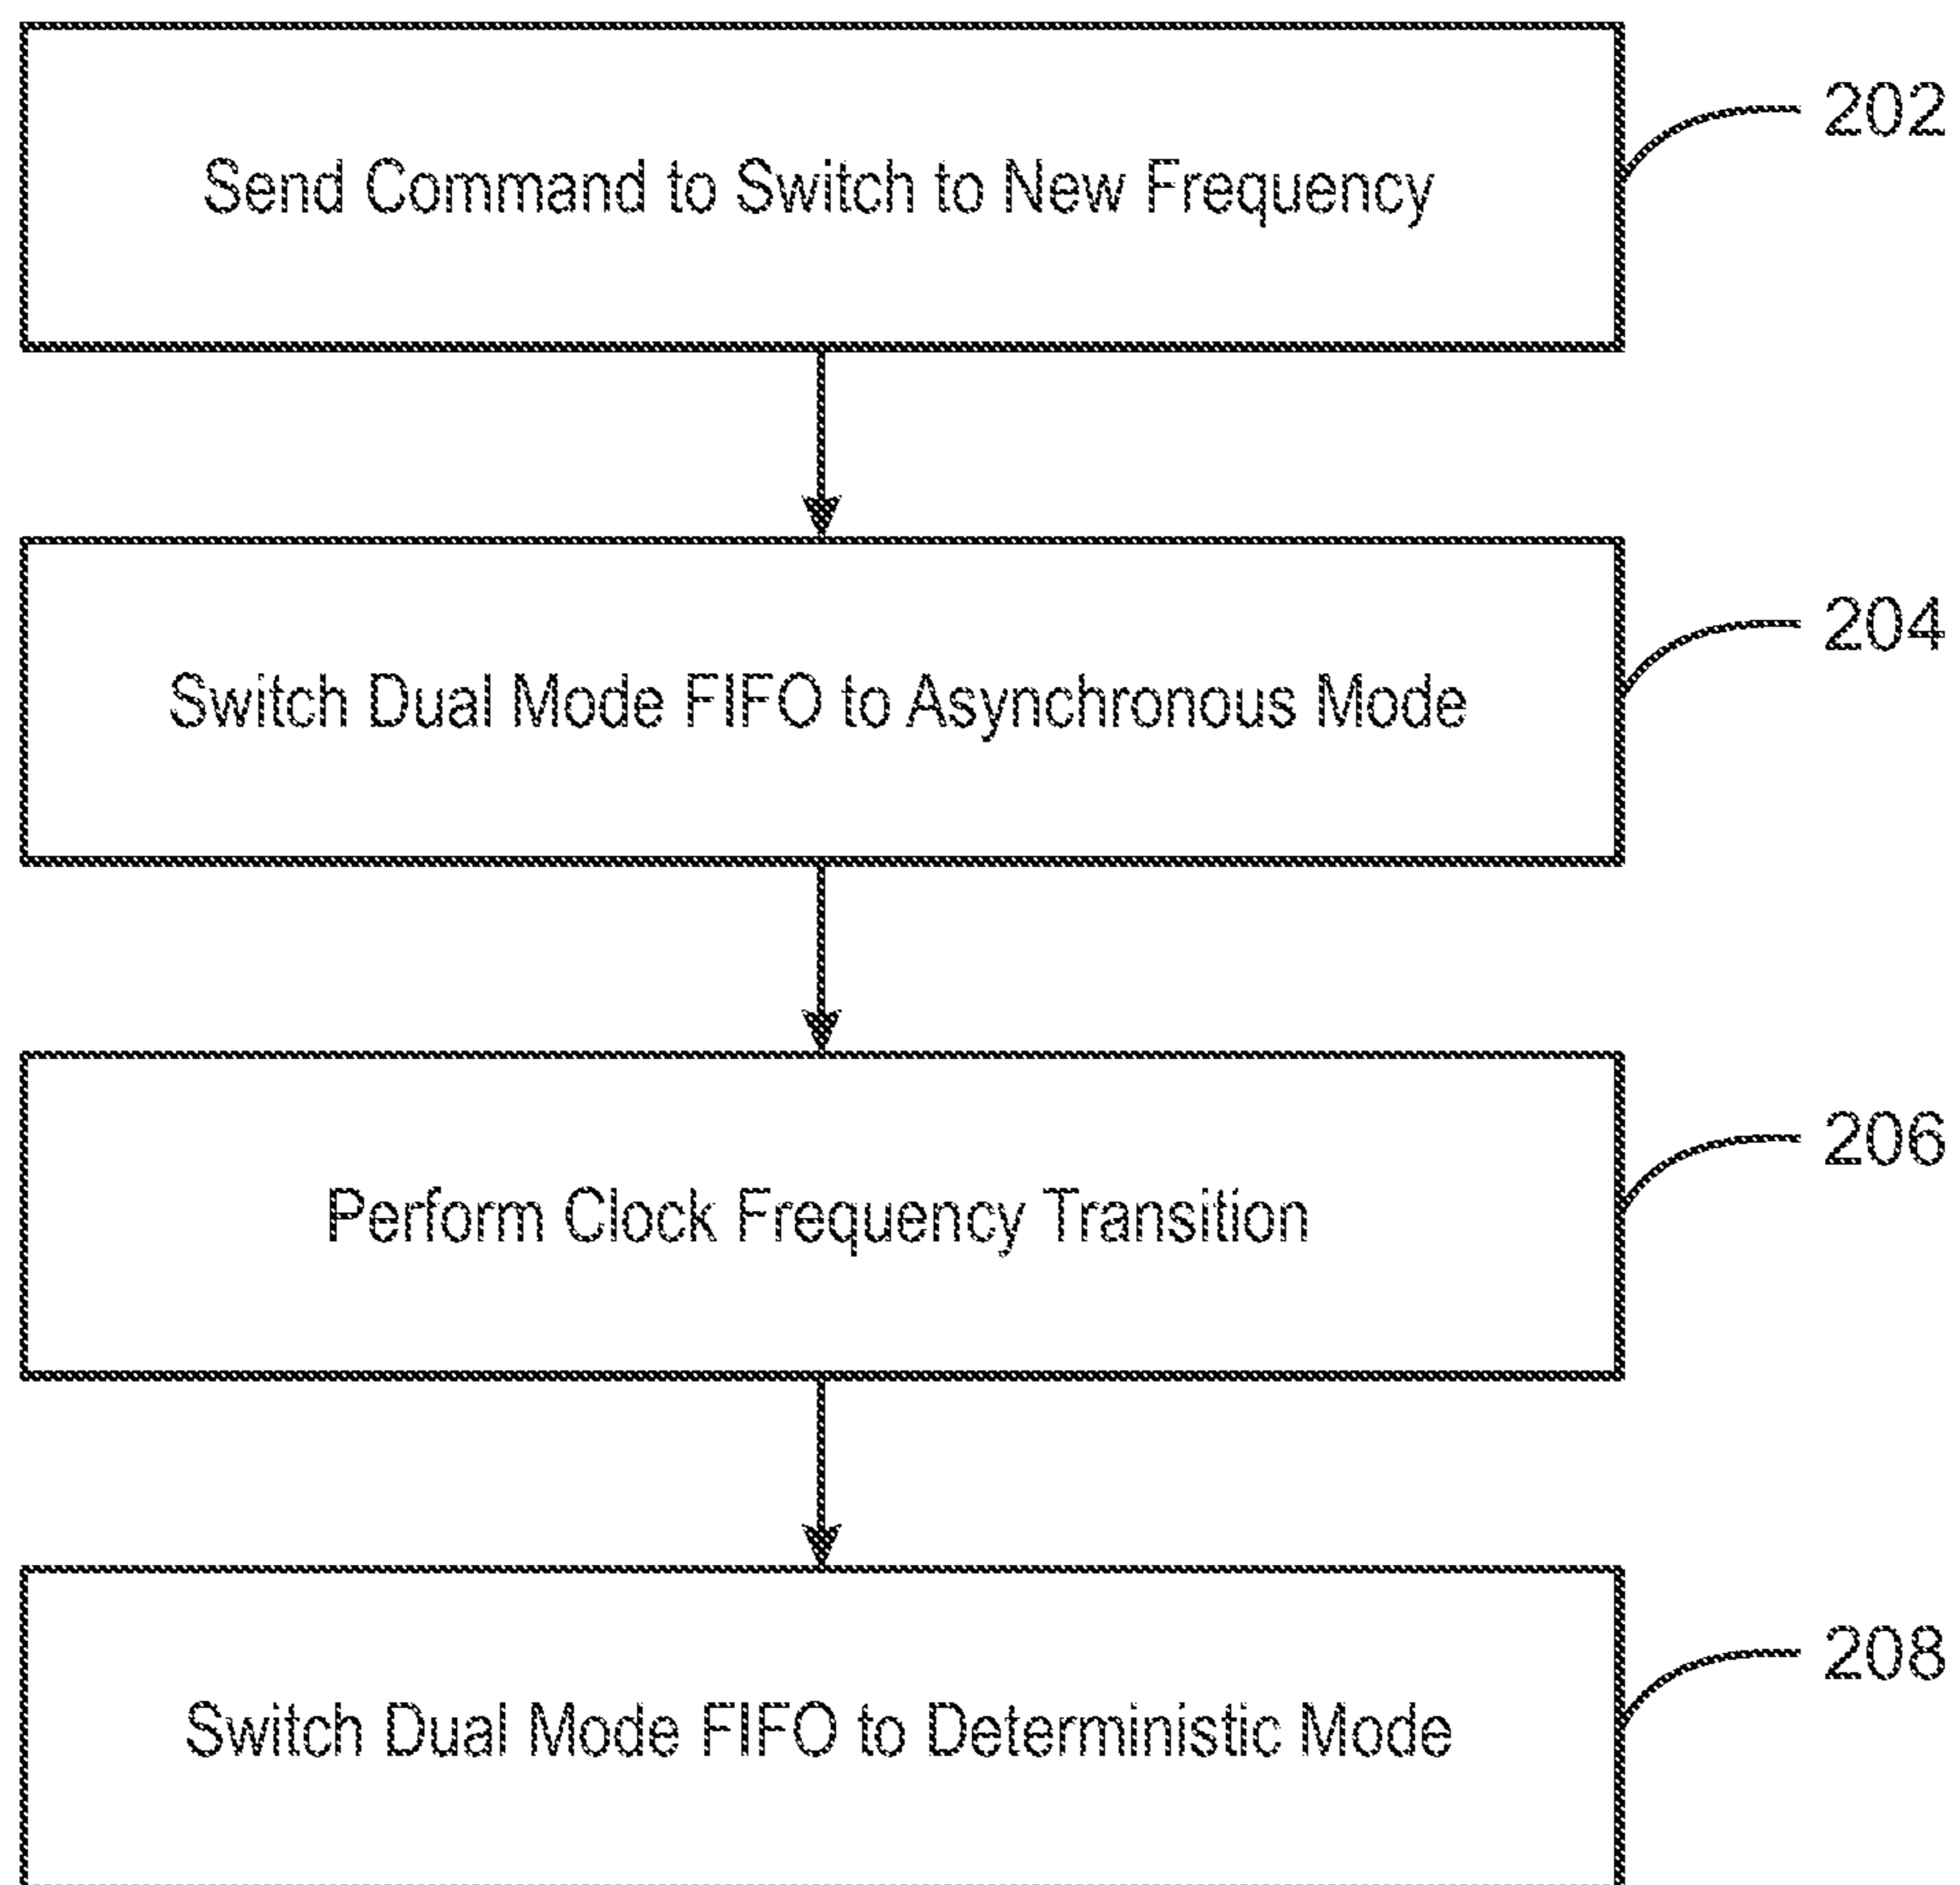 Send Command to Switch to New Frequency
202
Switch Dual Mode FIFO to Asynchronous Mode
204
Perform Clock Frequency Transition
206
Switch Dual Mode FIFO to Deterministic Mode
208